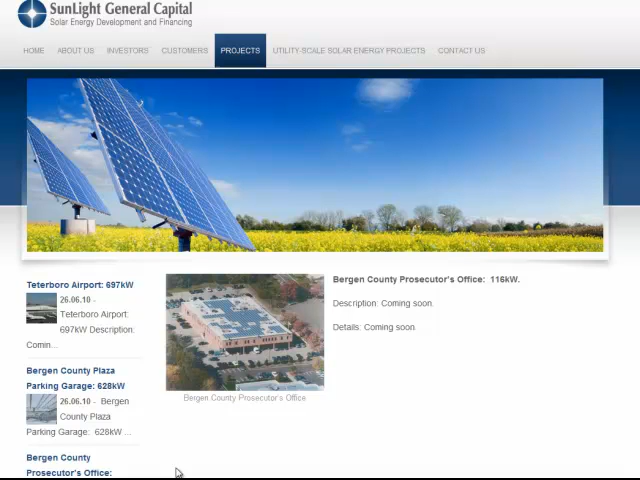 SunLight General Capital
Solar Energy Development and Financing
HOME ABOUT US INVESTORS CUSTOMERS PROJECTS UTILITY-SCALE SOLAR ENERGY PROJECTS CONTACT US
Teterboro Airport: 697kW
26.06.10 -
Teterboro Airport:
697kW Description:
Comin...
Bergen County Plaza
Parking Garage: 628kW
26.06.10 - Bergen
County Plaza
Parking Garage: 628kW ...
Bergen County
Prosecutor's Office:
Bergen County Prosecutor's Office
Bergen County Prosecutor's Office: 116kW.
Description: Coming soon.
Details: Coming soon.